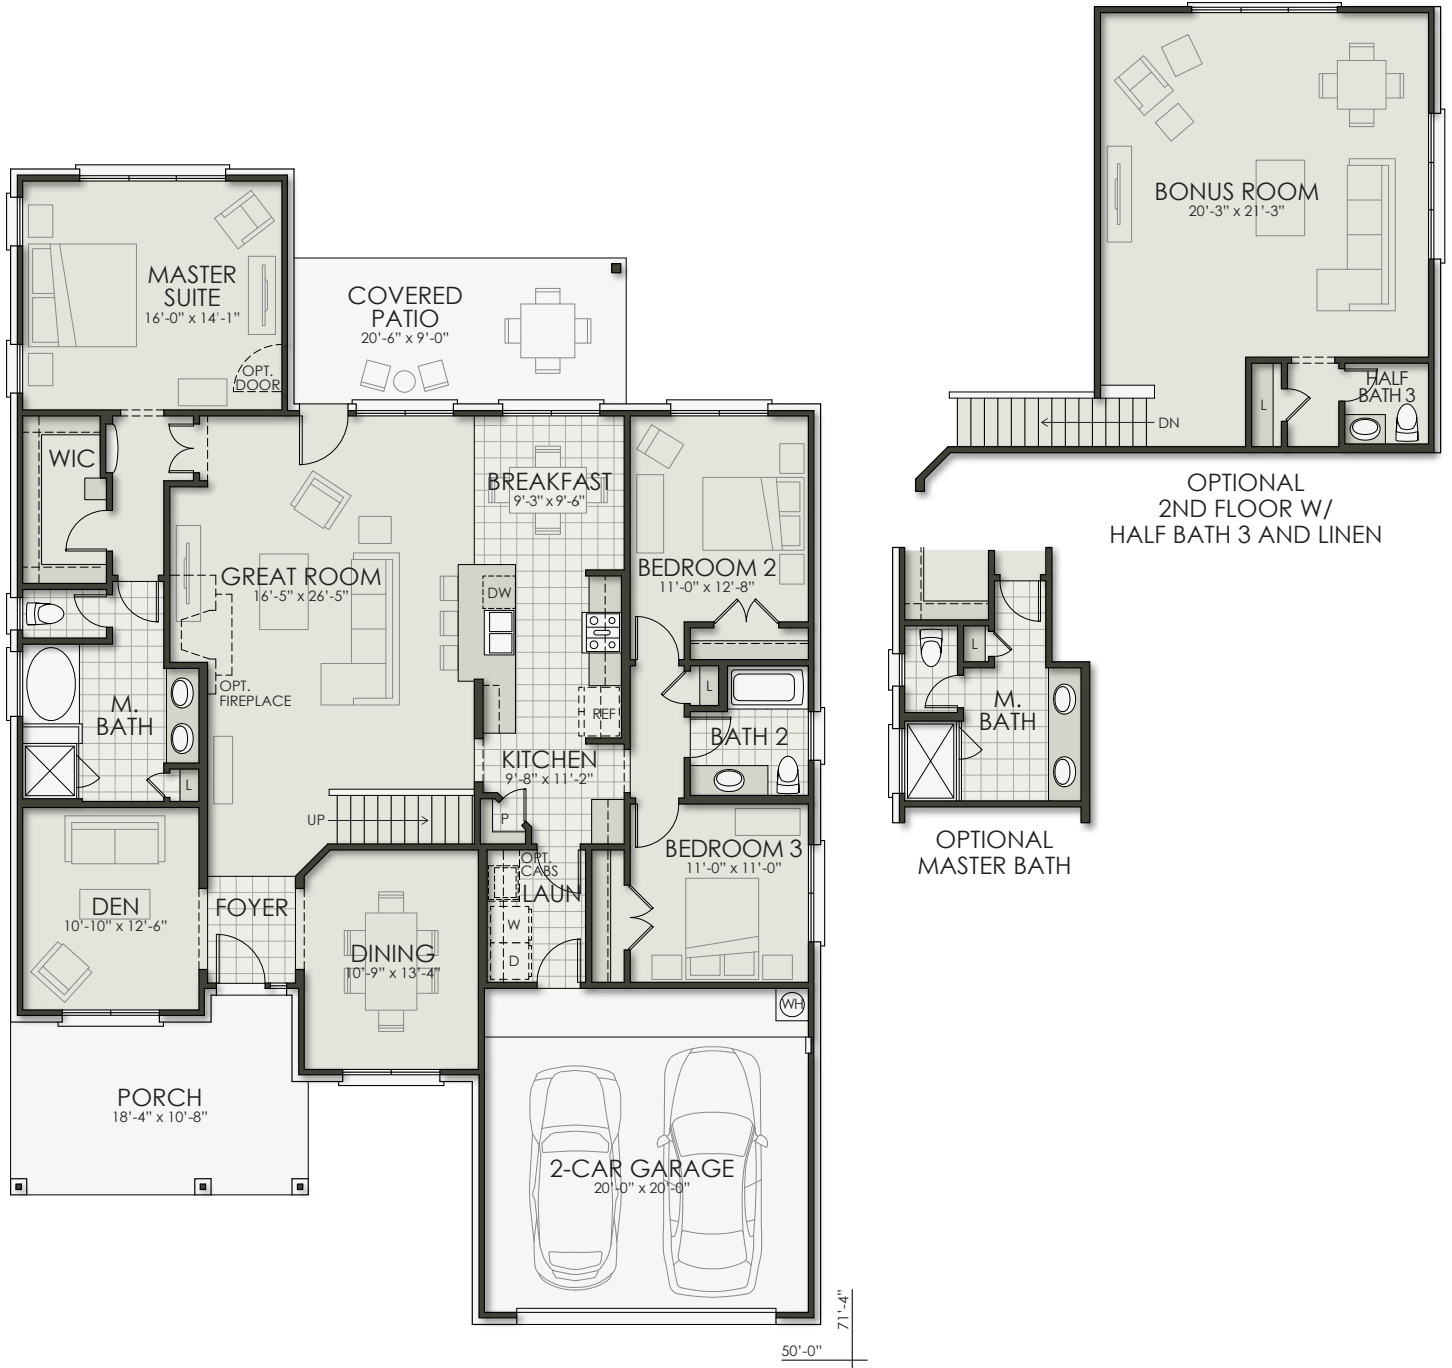 BONUS ROOM
20'-3" x 21'-3"
HALF
BATH 3
L
DN
OPTIONAL
2ND FLOOR W/
HALF BATH 3 AND LINEN
MASTER
SUITE
16'-0" x 14'-1"
OPT.
DOOR
COVERED
PATIO
20'-6" x 9'-0"
WIC
BREAKFAST
9'-3" x 9'-6"
GREAT ROOM
16'-5" x 26'-5"
DW
BEDROOM 2
11'-0" x 12'-8"
OPT.
FIREPLACE
L
REF
M.
BATH
BATH 2
KITCHEN
9'-8" x 11'-2"
L
UP
P
BEDROOM 3
11'-0" x 11'-0"
OPT.
CABS
LAUN
W
D
DEN
10'-10" x 12'-6"
FOYER
DINING
10'-9" x 13'-4"
WH
PORCH
18'-4" x 10'-8"
2-CAR GARAGE
20'-0" x 20'-0"
71'-4"
50'-0"
L
M.
BATH
OPTIONAL
MASTER BATH